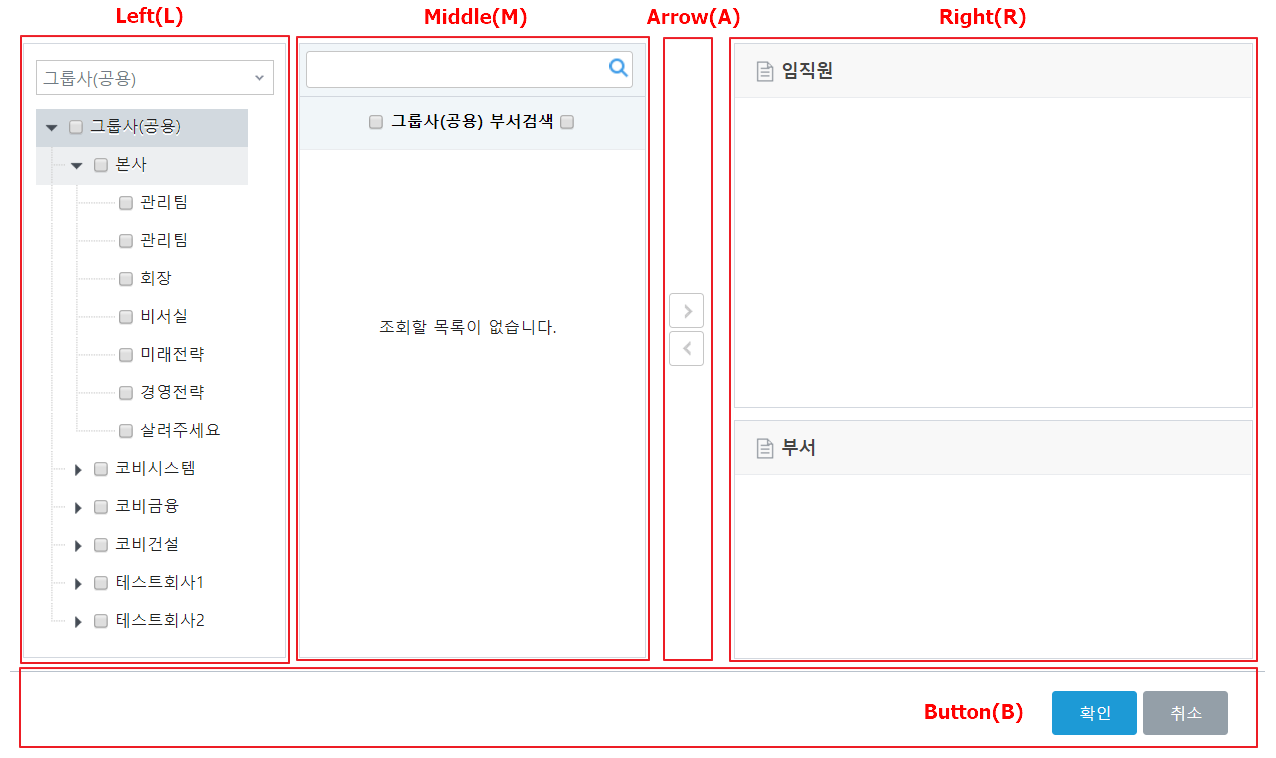 Left(L)
Middle(M)
Arrow(A)
Right(R)
그룹사(공용)
그룹사(공용)
본사
관리팀
관리팀
회장
비서실
미래전략
경영전략
살려주세요
코비시스템
코비금융
코비건설
테스트회사1
테스트회사2
그룹사(공용) 부서검색
조회할 목록이 없습니다.
임직원
부서
Button(B)
확인
취소